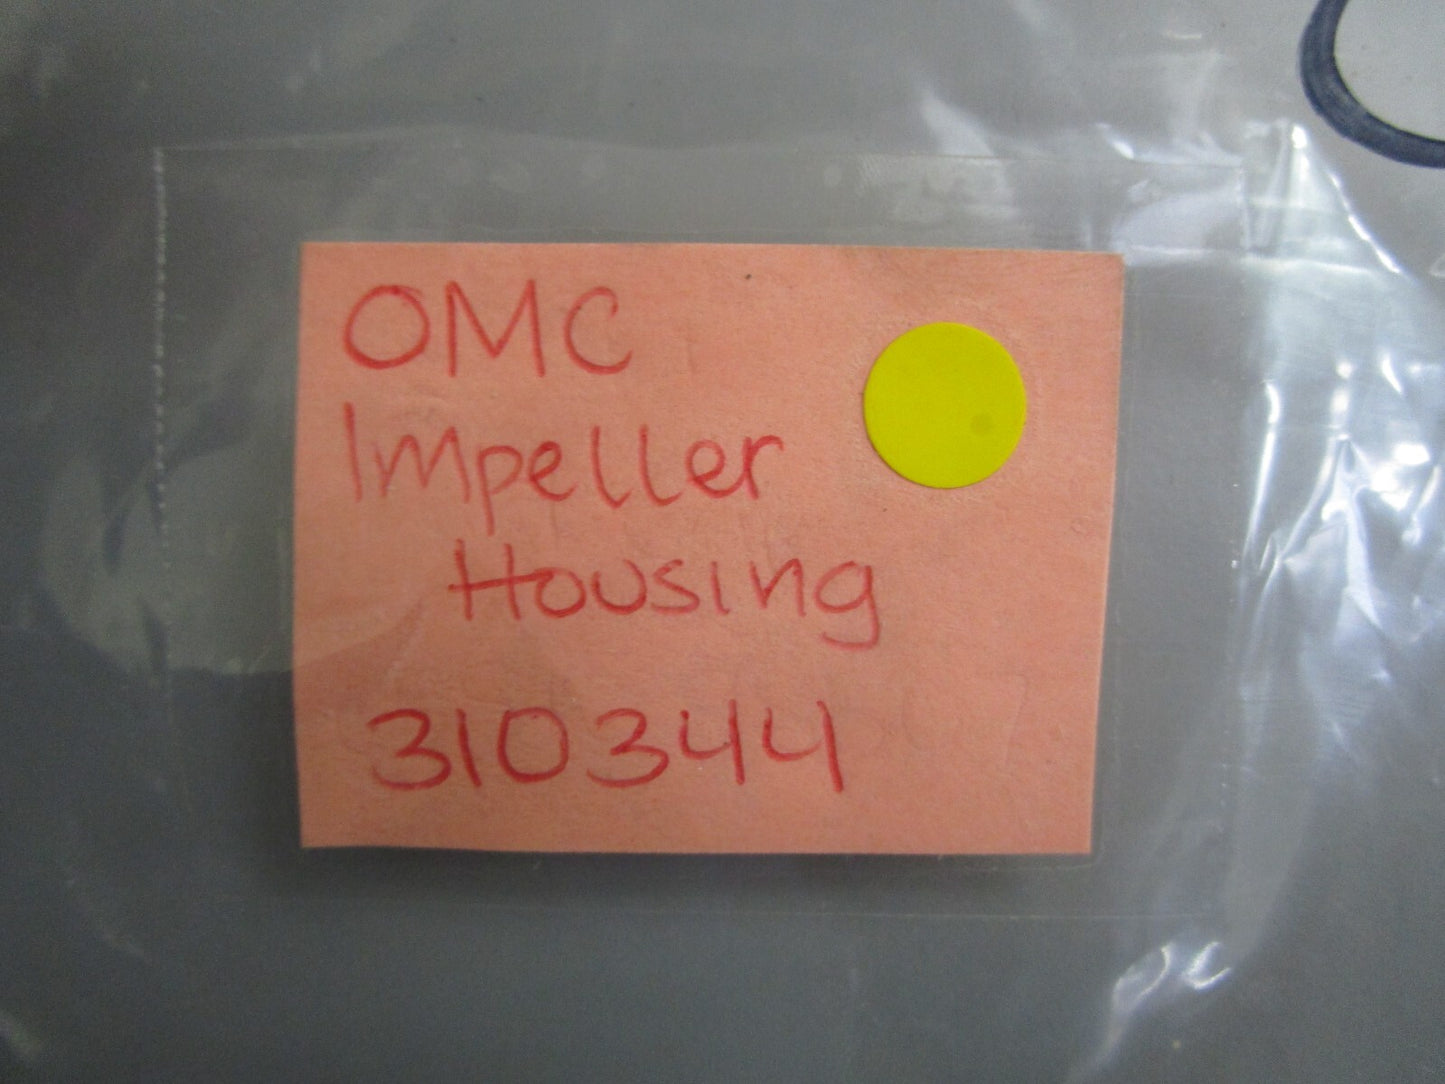 OMC
Impeller
Housing
310344